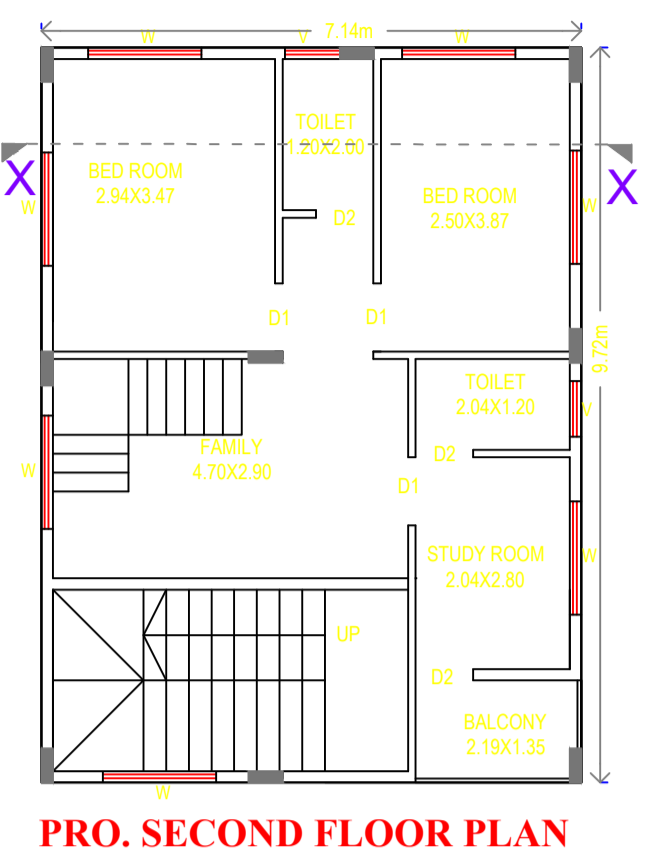 7.14m
W
V
W
TOILET
1.20X2.00
X
X
BED ROOM
2.94X3.47
BED ROOM
2.50X3.87
W
W
D2
D1
D1
9.72m
TOILET
2.04X1.20
V
FAMILY
4.70X2.90
W
D2
D1
STUDY ROOM
2.04X2.80
W
UP
D2
BALCONY
2.19X1.35
W
PRO. SECOND FLOOR PLAN